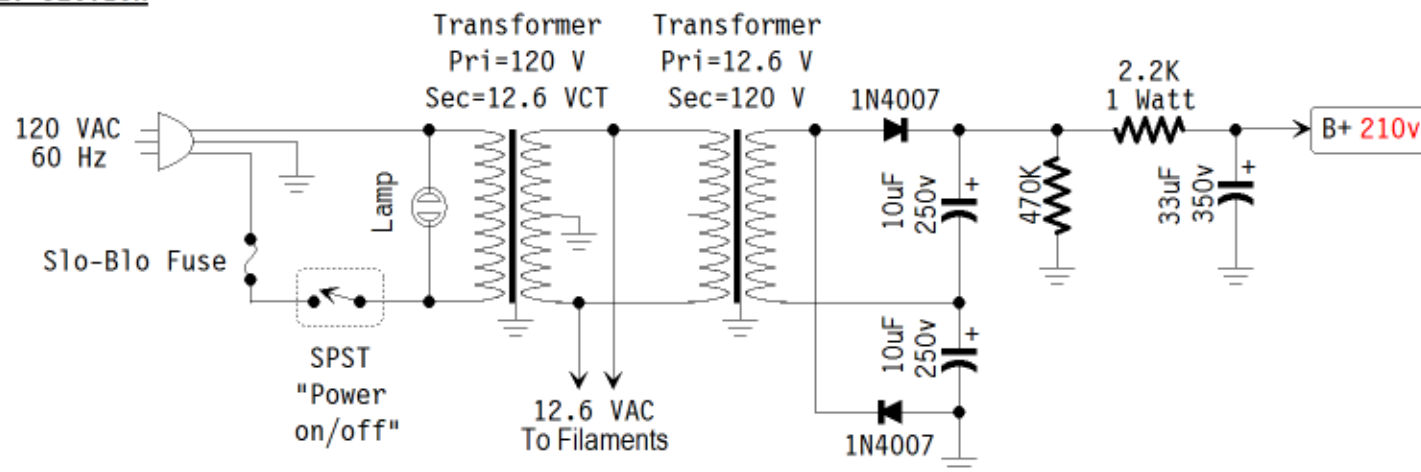 Transformer
Pri=120 V
Sec=12.6 VCT
Transformer
Pri=12.6 V
Sec=120 V
1N4007
2.2K
1 Watt
120 VAC
60 Hz
B+ 210v
Lamp
10uF
250v
470K
33uF
350v
Slo-Blo Fuse
SPST
"Power
on/off"
12.6 VAC
To Filaments
10uF
250v
1N4007